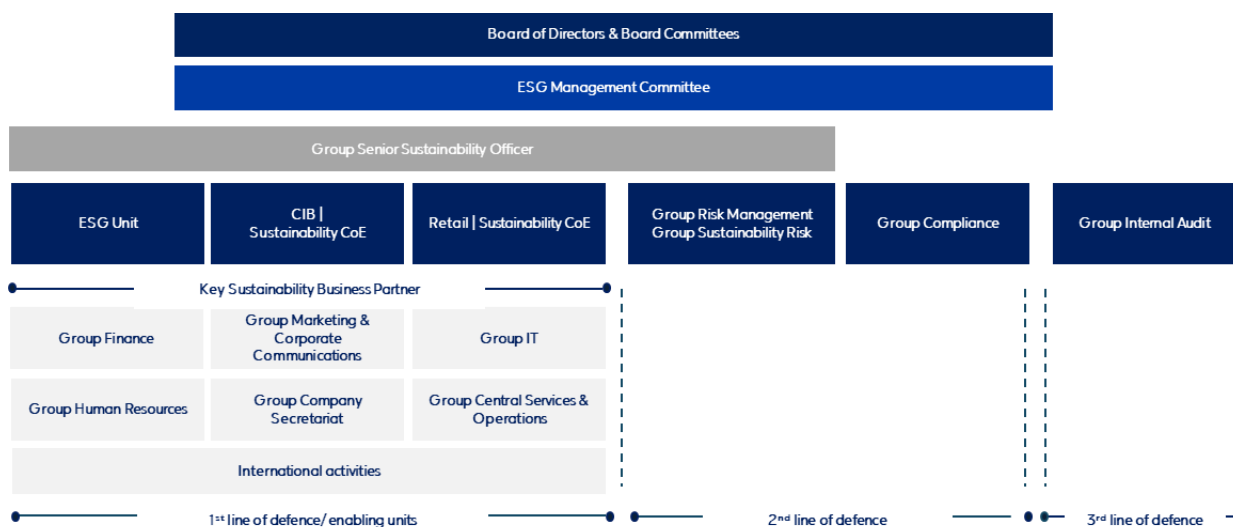 Board of Directors & Board Committees
ESG Management Committee
Group Senior Sustainability Officer
ESG Unit
CIB |
Sustainability CoE
Retail | Sustainability CoE
Group Risk Management
Group Sustainability Risk
Group Compliance
Group Internal Audit
Key Sustainability Business Partner
Group Finance
Group Marketing &
Corporate
Communications
Group IT
Group Human Resources
Group Company
Secretariat
Group Central Services &
Operations
International activities
1st line of defence/ enabling units
2nd line of defence
3rd line of defence